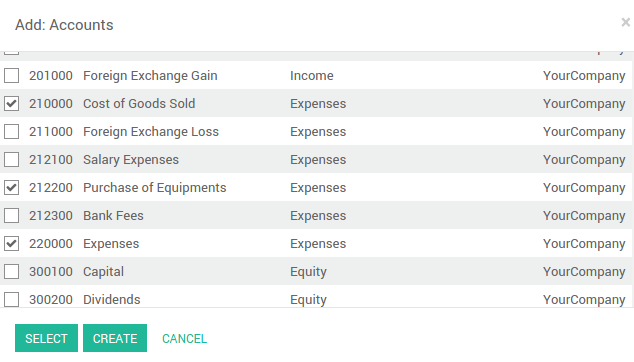 Add: Accounts ×
201000 Foreign Exchange Gain Income YourCompany
210000 Cost of Goods Sold Expenses YourCompany
211000 Foreign Exchange Loss Expenses YourCompany
212100 Salary Expenses Expenses YourCompany
212200 Purchase of Equipments Expenses YourCompany
212300 Bank Fees Expenses YourCompany
220000 Expenses Expenses YourCompany
300100 Capital Equity YourCompany
300200 Dividends Equity YourCompany
SELECT CREATE CANCEL